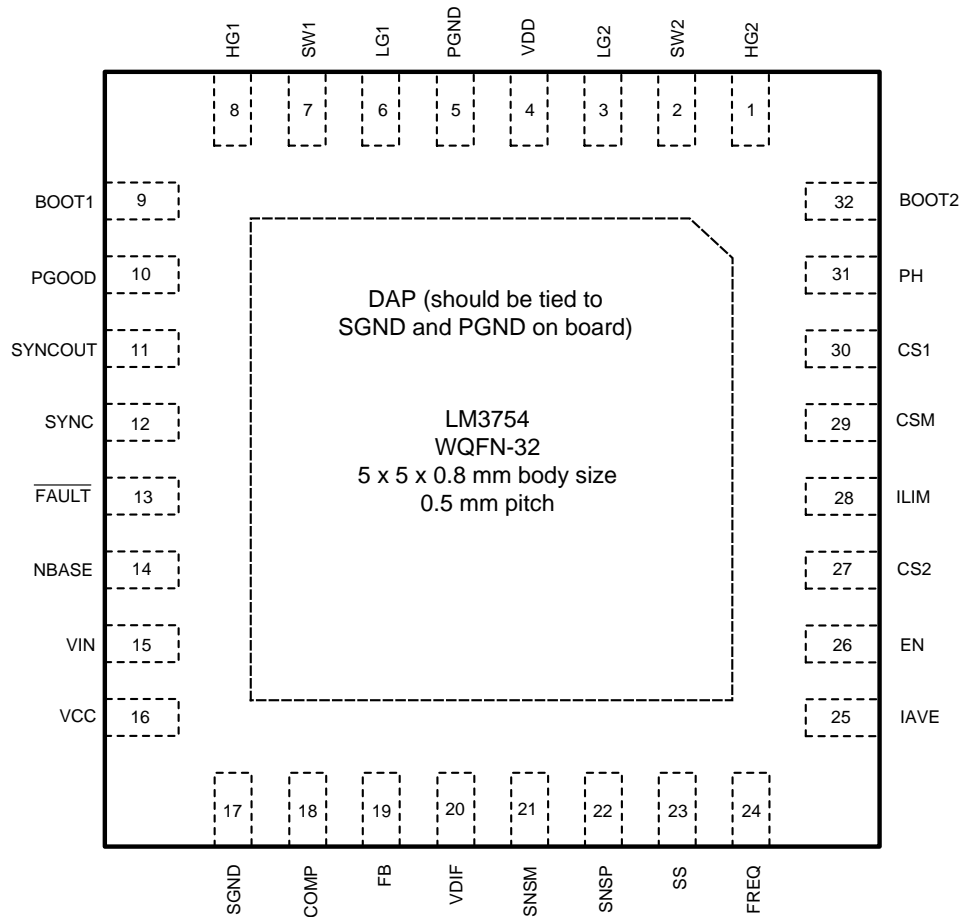 HG1 SW1 LG1 PGND VDD LG2 SW2 HG2
8 7 6 5 4 3 2 1
BOOT1 9 32 BOOT2
PGOOD 10 31 PH
DAP (should be tied to
SGND and PGND on board)
SYNCOUT 11 30 CS1
SYNC 12 LM3754 29 CSM
WQFN-32
5 x 5 x 0.8 mm body size
FAULT 13 0.5 mm pitch 28 ILIM
NBASE 14 27 CS2
VIN 15 26 EN
VCC 16 25 IAVE
17 18 19 20 21 22 23 24
SGND COMP FB VDIF SNSM SNSP SS FREQ